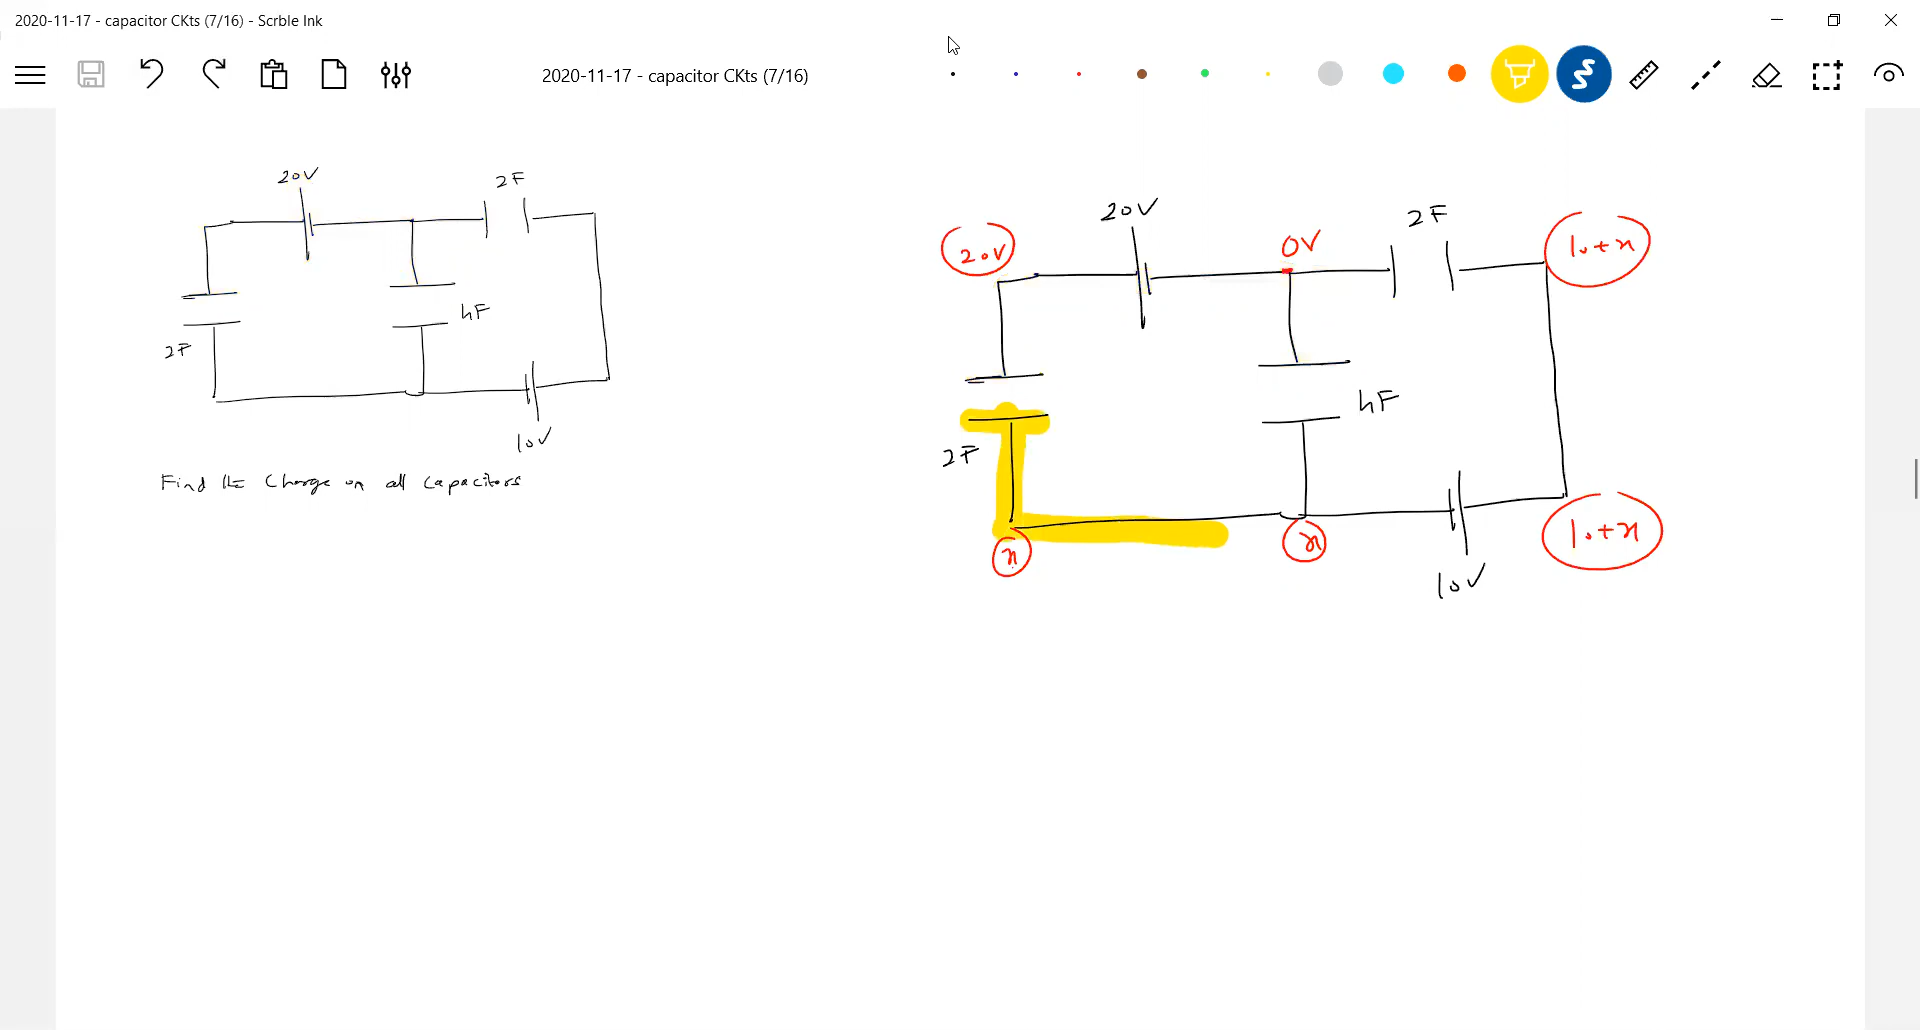 2020-11-17 - capacitor CKts (7/16) - Scrble Ink
2020-11-17 - capacitor CKts (7/16)
20V
2F
4F
2F
10V
Find the Charge on all Capacitors
20V
2F
20V
0V
10+x
4F
2F
x
x
10+x
10V